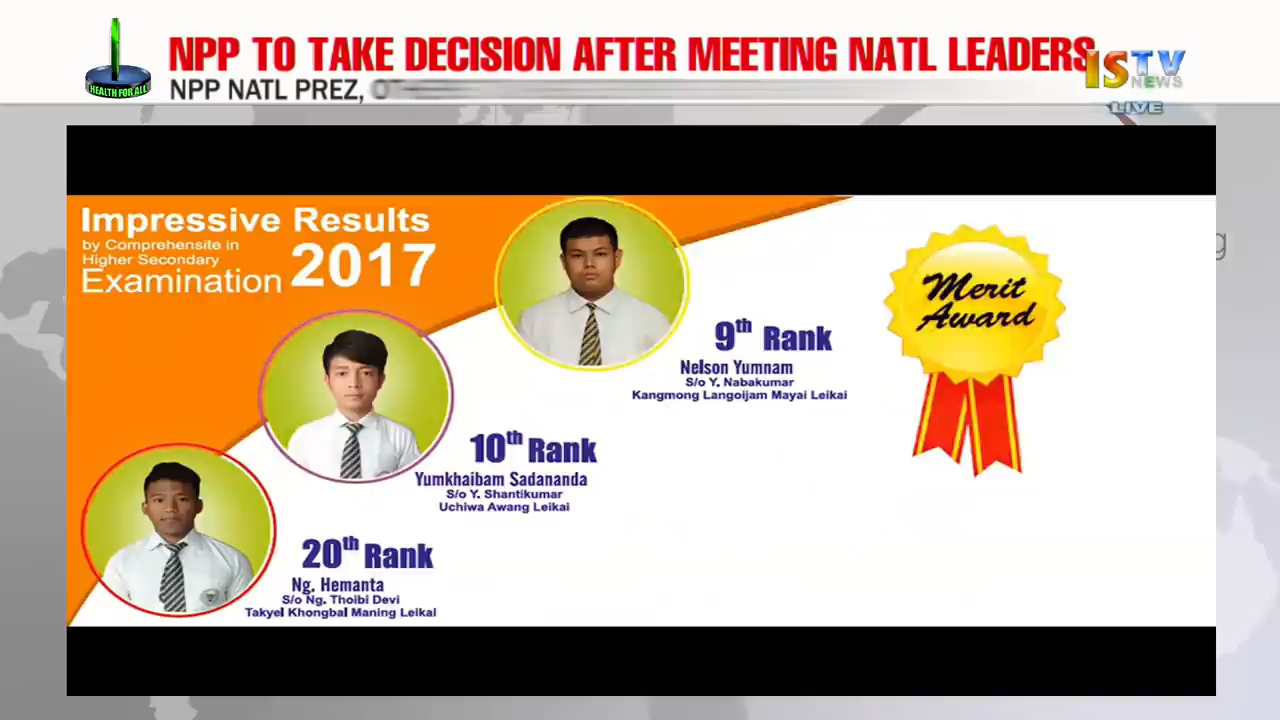 NPP TO TAKE DECISION AFTER MEETING NATL LEADERS
NPP NATL PREZ,
HEALTH FOR ALL
ISTV
NEWS
LIVE
Impressive Results
by Comprehensite in
Higher Secondary
Examination 2017
Merit
Award
9th Rank
Nelson Yumnam
S/o Y. Nabakumar
Kangmong Langoijam Mayai Leikai
10th Rank
Yumkhaibam Sadananda
S/o Y. Shantikumar
Uchiwa Awang Leikai
20th Rank
Ng. Hemanta
S/o Ng. Thoibi Devi
Takyel Khongbal Maning Leikai